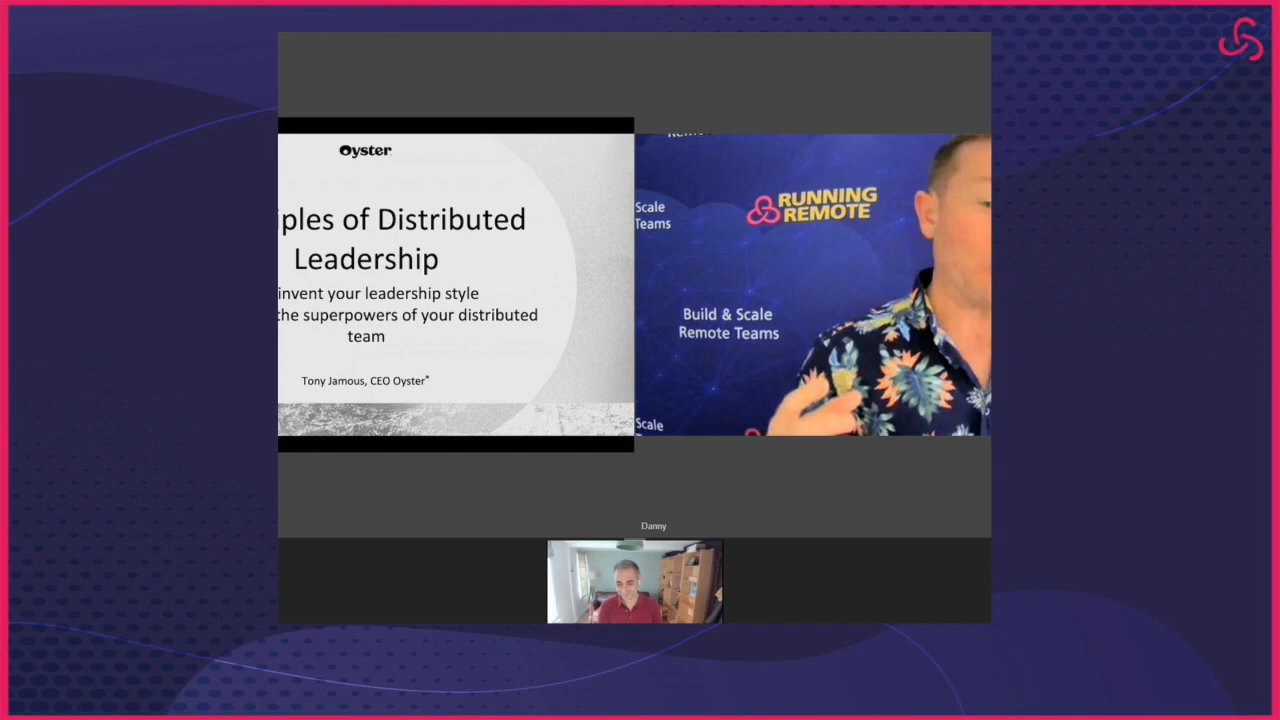 Oyster
iples of Distributed
Leadership
invent your leadership style
the superpowers of your distributed
team
Tony Jamous, CEO Oyster*
Scale
Teams
RUNNING
REMOTE
Build & Scale
Remote Teams
Scale
Danny